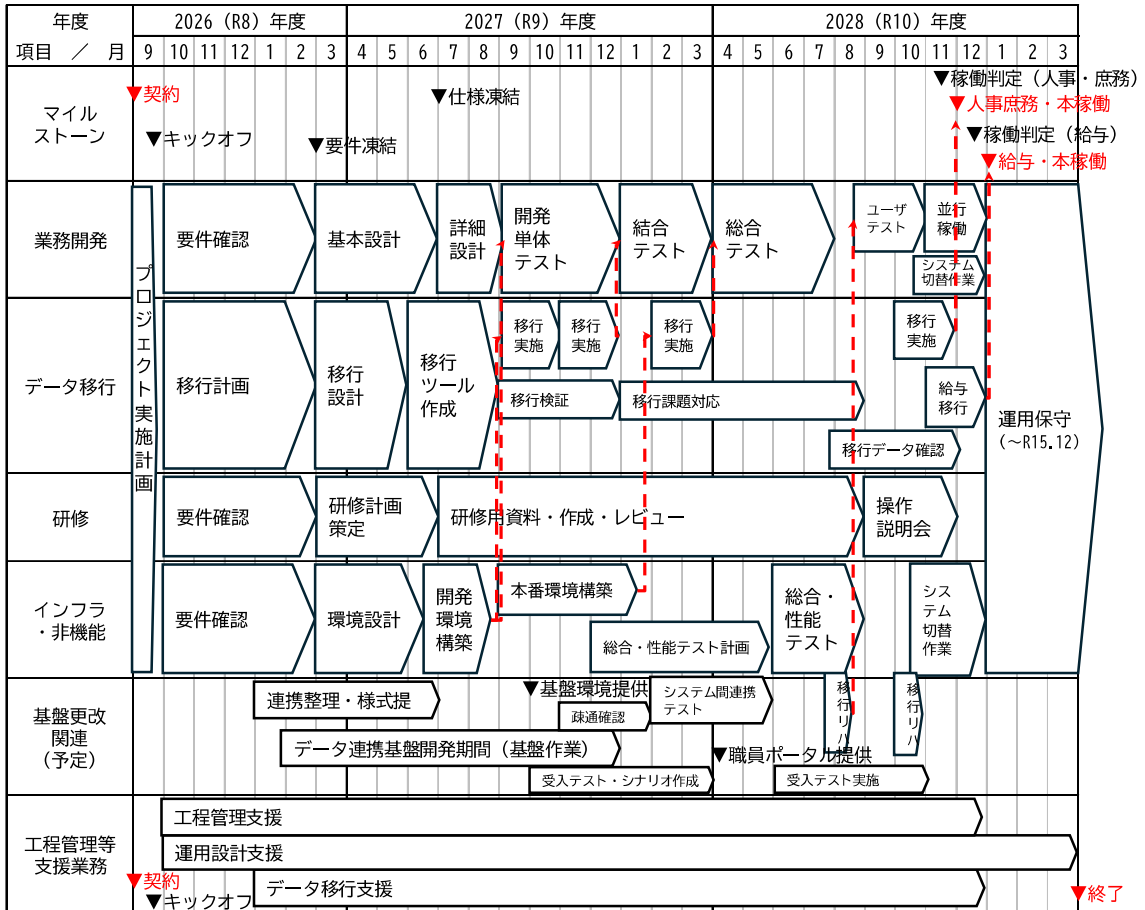 年度
2026（R8）年度
2027（R9）年度
2028（R10）年度
項目　／　月
9 10 11 12 1 2 3 4 5 6 7 8 9 10 11 12 1 2 3 4 5 6 7 8 9 10 11 12 1 2 3
マイル
ストーン
▼契約
▼キックオフ
▼要件凍結
▼仕様凍結
▼稼働判定（人事・庶務）
▼人事庶務・本稼働
▼稼働判定（給与）
▼給与・本稼働
プロジェクト実施計画
業務開発
要件確認
基本設計
詳細
設計
開発
単体
テスト
結合
テスト
総合
テスト
ユーザ
テスト
並行
稼働
システム
切替作業
データ移行
移行計画
移行
設計
移行
ツール
作成
移行
実施
移行
実施
移行
実施
移行
実施
移行検証
移行課題対応
給与
移行
移行データ確認
運用保守
（～R15.12）
研修
要件確認
研修計画
策定
研修用資料・作成・レビュー
操作
説明会
インフラ
・非機能
要件確認
環境設計
開発
環境
構築
本番環境構築
総合・性能テスト計画
総合・
性能
テスト
シス
テム
切替
作業
基盤更改
関連
（予定）
連携整理・様式提
▼基盤環境提供
疎通確認
システム間連携
テスト
移行リハ
移行リハ
データ連携基盤開発期間（基盤作業）
▼職員ポータル提供
受入テスト・シナリオ作成
受入テスト実施
工程管理等
支援業務
工程管理支援
運用設計支援
データ移行支援
▼契約
▼キックオフ
▼終了